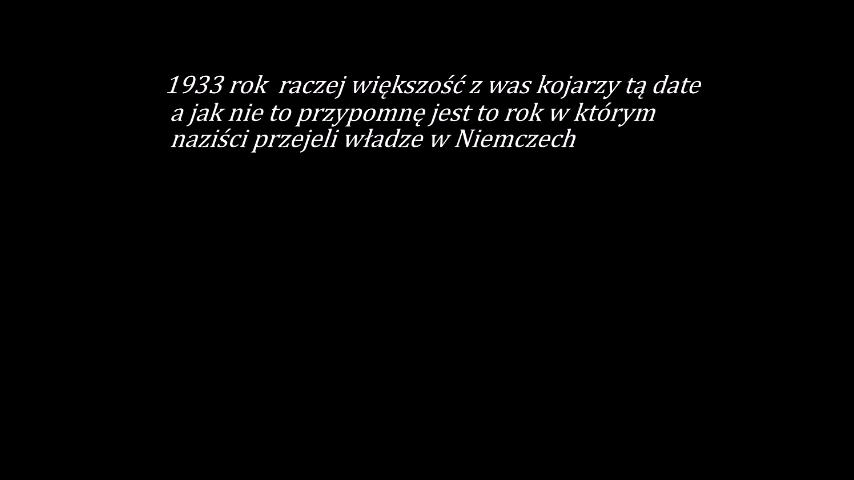 1933 rok  raczej większość z was kojarzy tą date
a jak nie to przypomnę jest to rok w którym
naziści przejeli władze w Niemczech